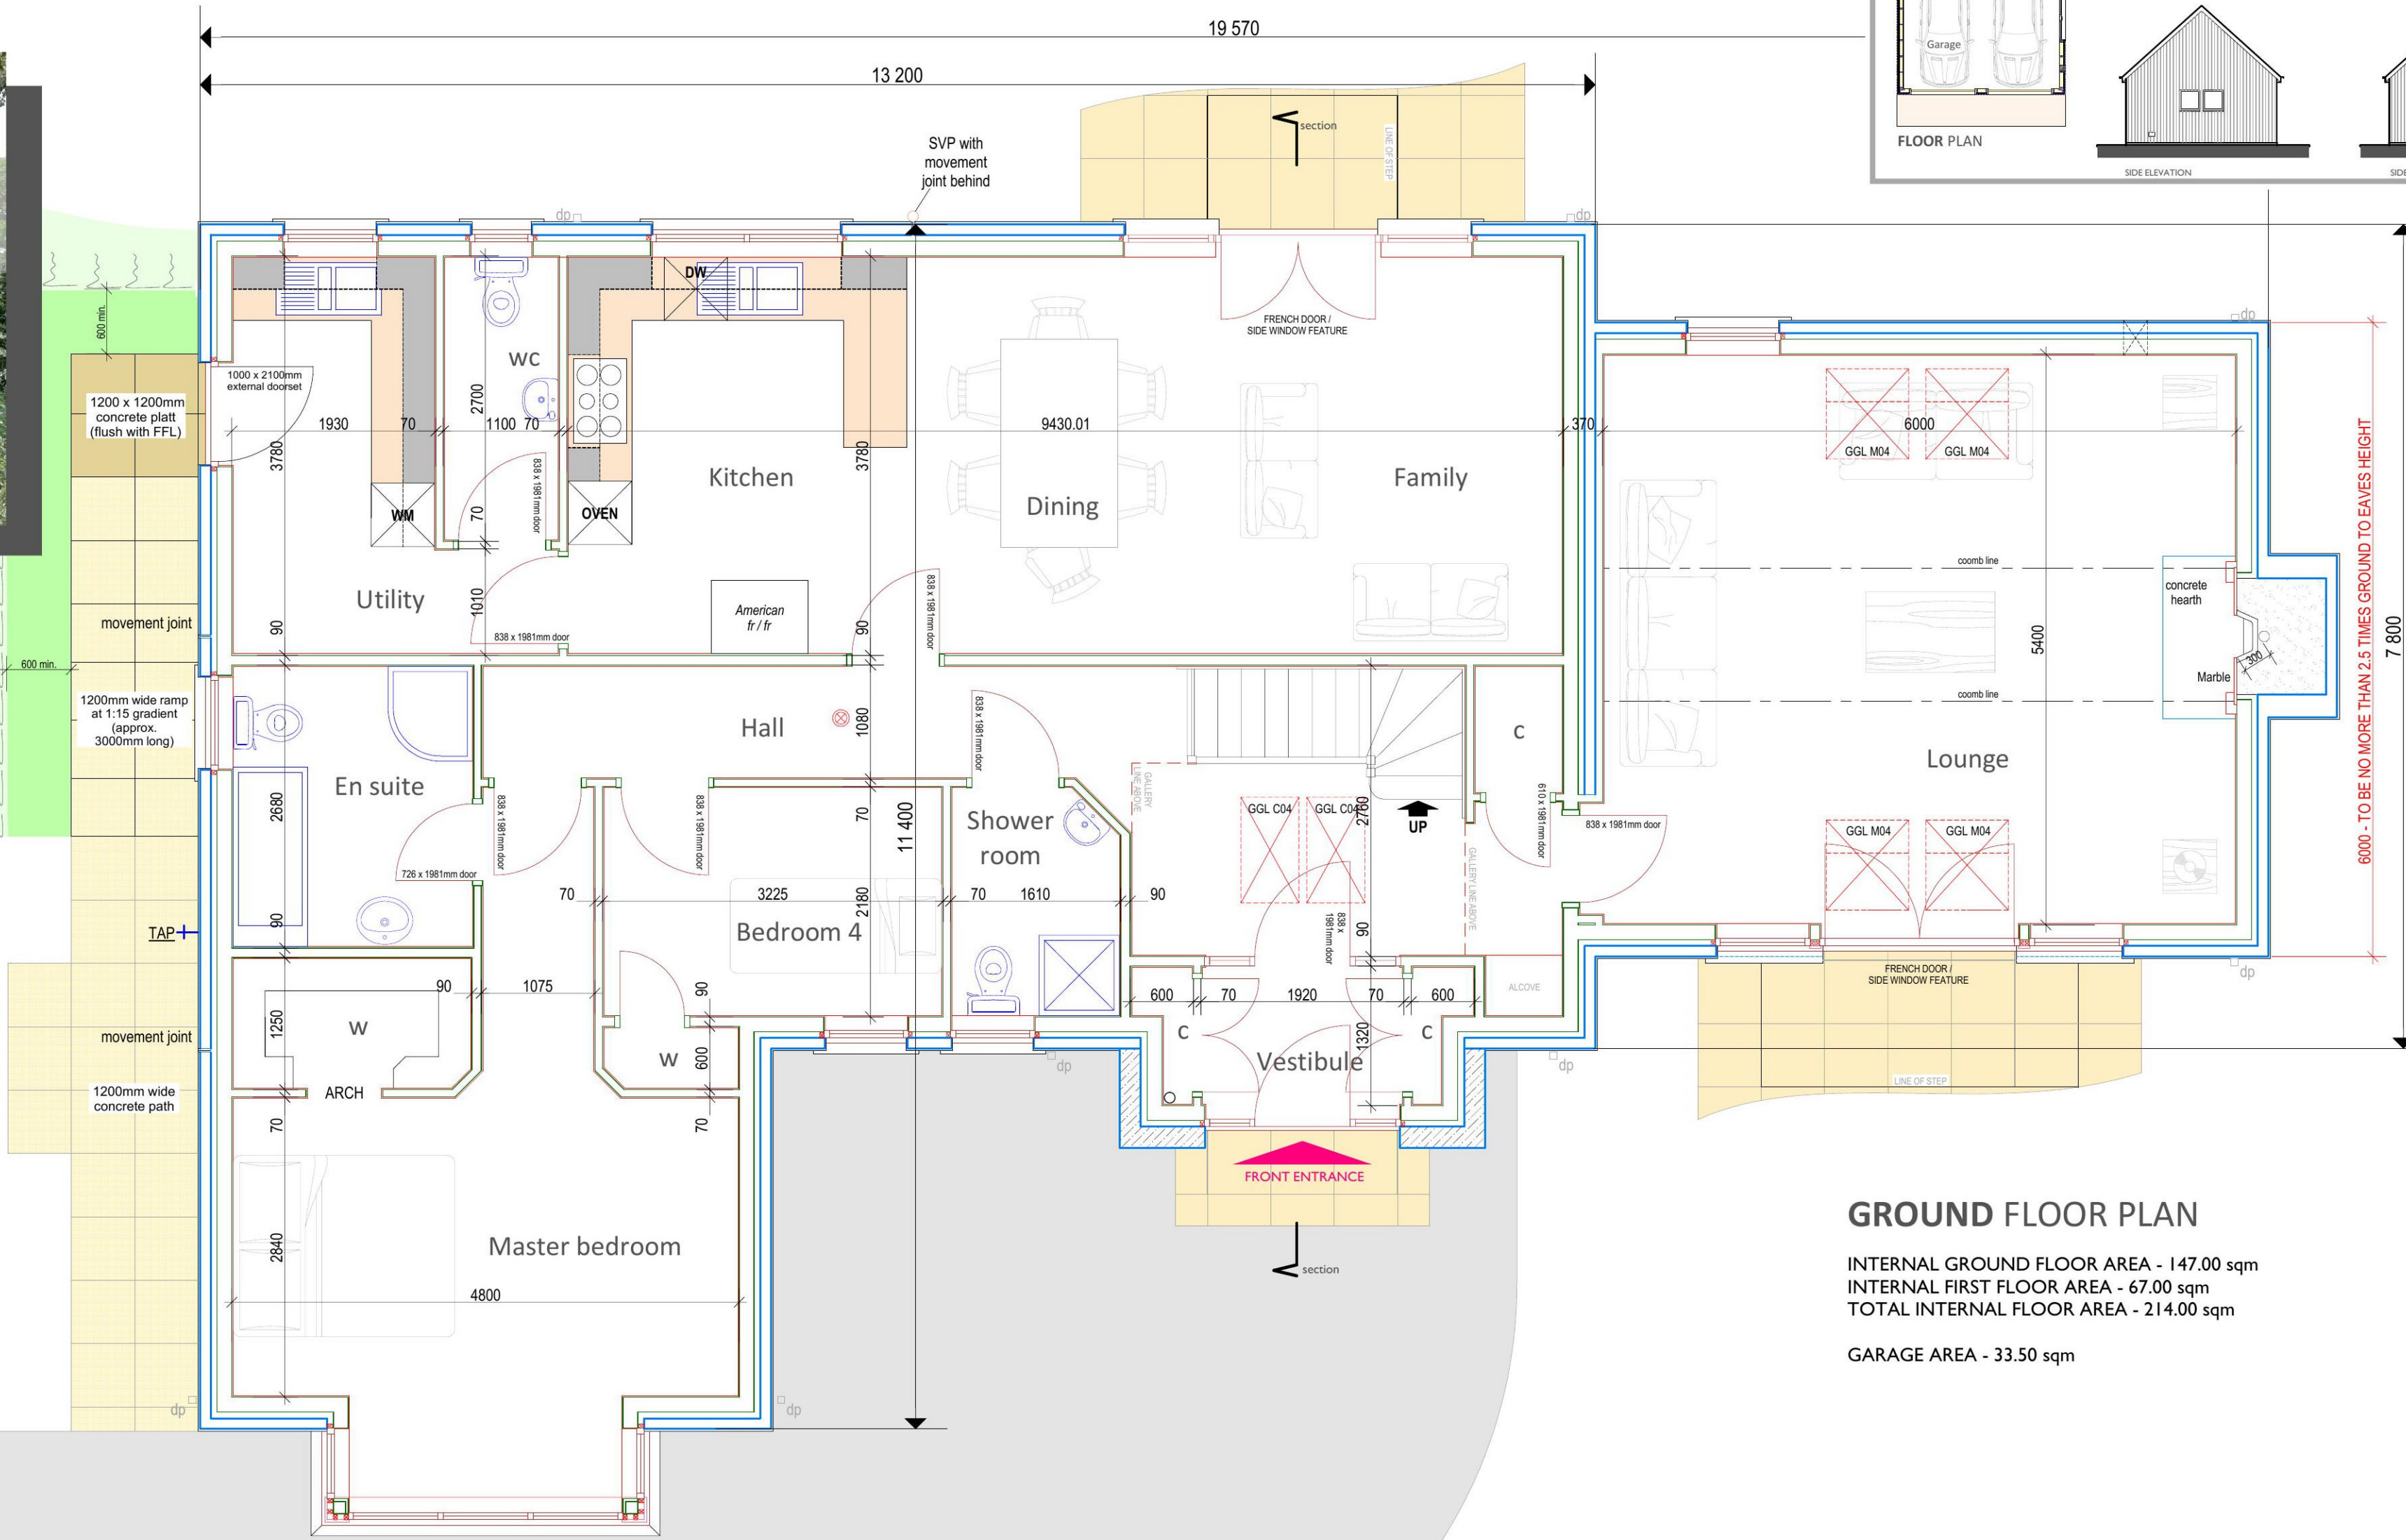 19 570
13 200
Garage
FLOOR PLAN
SIDE ELEVATION
section
LINE OF STEP
SVP with
movement
joint behind
dp
dp
dp
600 min.
DW
FRENCH DOOR /
SIDE WINDOW FEATURE
wc
1000 x 2100mm
external doorset
1200 x 1200mm
concrete platt
(flush with FFL)
1930
70
2700
1100
70
9430.01
370
6000
3780
3780
GGL M04
GGL M04
Kitchen
Family
Dining
838 x 1981mm door
70
WM
OVEN
6000 - TO BE NO MORE THAN 2.5 TIMES GROUND TO EAVES HEIGHT
7 800
coomb line
Utility
1010
American
fr / fr
838 x 1981mm door
838 x 1981mm door
90
90
concrete
hearth
movement joint
5400
600 min.
300
Marble
coomb line
1200mm wide ramp
at 1:15 gradient
(approx.
3000mm long)
Hall
1080
838 x 1981mm door
c
Lounge
En suite
2680
GALLERY
LINE ABOVE
GGL C04
GGL C04
2760
UP
610 x 1981mm door
838 x 1981mm door
838 x 1981mm door
838 x 1981mm door
70
11 400
Shower
room
GGL M04
GGL M04
726 x 1981mm door
70
3225
2180
70
1610
90
GALLERY LINE ABOVE
TAP
90
Bedroom 4
838 x
1981mm door
90
FRENCH DOOR /
SIDE WINDOW FEATURE
dp
90
1075
90
600
70
1920
70
600
ALCOVE
w
1250
movement joint
c
c
1320
w
600
Vestibule
dp
dp
LINE OF STEP
1200mm wide
concrete path
ARCH
70
70
FRONT ENTRANCE
2840
Master bedroom
section
4800
dp
dp
GROUND FLOOR PLAN
INTERNAL GROUND FLOOR AREA - 147.00 sqm
INTERNAL FIRST FLOOR AREA - 67.00 sqm
TOTAL INTERNAL FLOOR AREA - 214.00 sqm
GARAGE AREA - 33.50 sqm